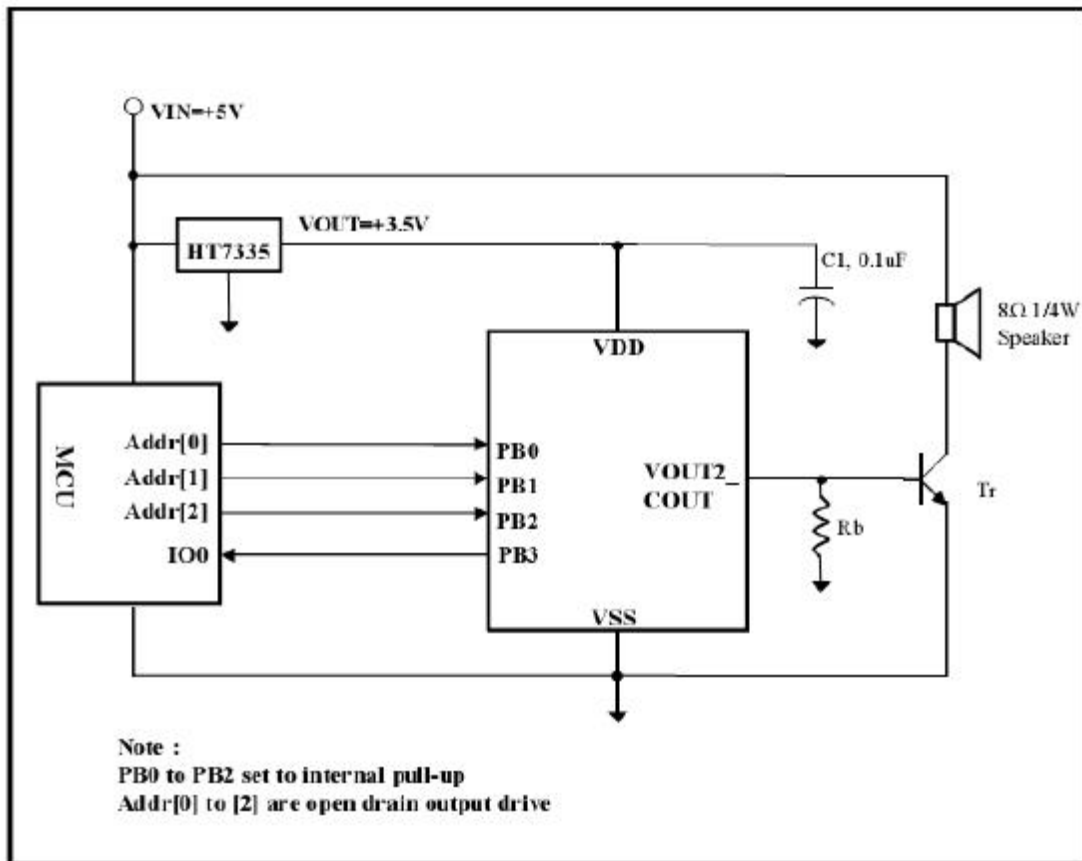 VIN=+5V
VOUT=+3.5V
HT7335
C1, 0.1uF
8Ω 1/4W
Speaker
VDD
MCU
Addr[0]
Addr[1]
Addr[2]
IO0
PB0
PB1
PB2
PB3
VOUT2_
COUT
Rb
Tr
VSS
Note :
PB0 to PB2 set to internal pull-up
Addr[0] to [2] are open drain output drive